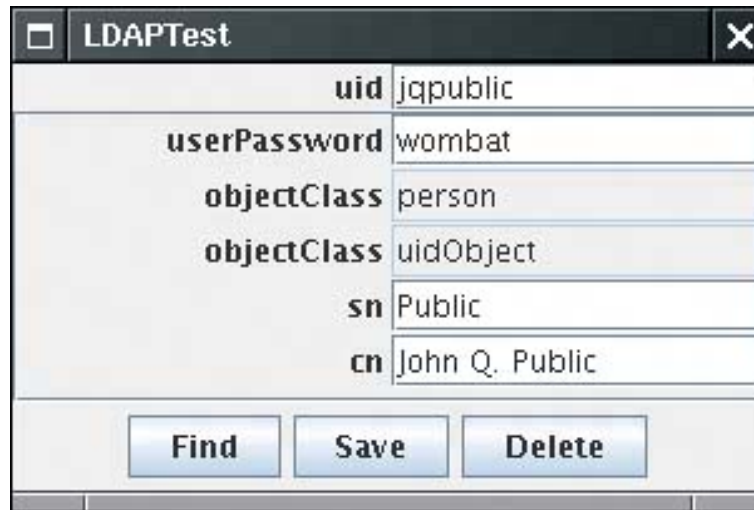 LDAPTest
uid jqpublic
userPassword wombat
objectClass person
objectClass uidObject
sn Public
cn John Q. Public
Find Save Delete